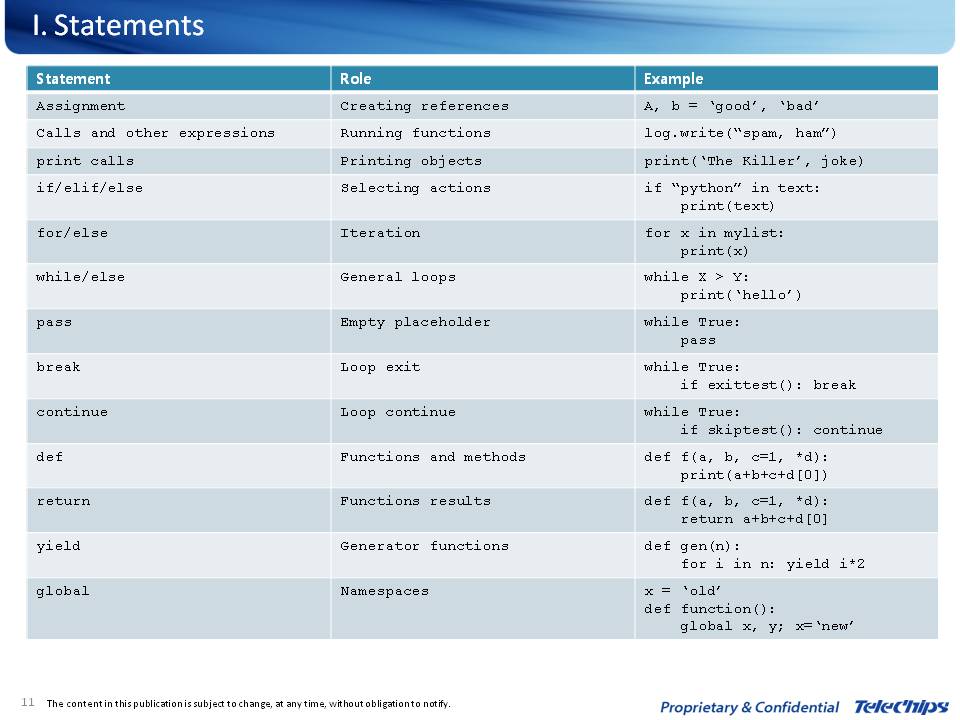 I. Statements
Statement Role Example
Assignment Creating references A, b = ‘good’, ‘bad’
Calls and other expressions Running functions log.write(“spam, ham”)
print calls Printing objects print(‘The Killer’, joke)
if/elif/else Selecting actions if “python” in text:
print(text)
for/else Iteration for x in mylist:
print(x)
while/else General loops while X > Y:
print(‘hello’)
pass Empty placeholder while True:
pass
break Loop exit while True:
if exittest(): break
continue Loop continue while True:
if skiptest(): continue
def Functions and methods def f(a, b, c=1, *d):
print(a+b+c+d[0])
return Functions results def f(a, b, c=1, *d):
return a+b+c+d[0]
yield Generator functions def gen(n):
for i in n: yield i*2
global Namespaces x = ‘old’
def function():
global x, y; x=‘new’
11 The content in this publication is subject to change, at any time, without obligation to notify.
Proprietary & Confidential Telechips